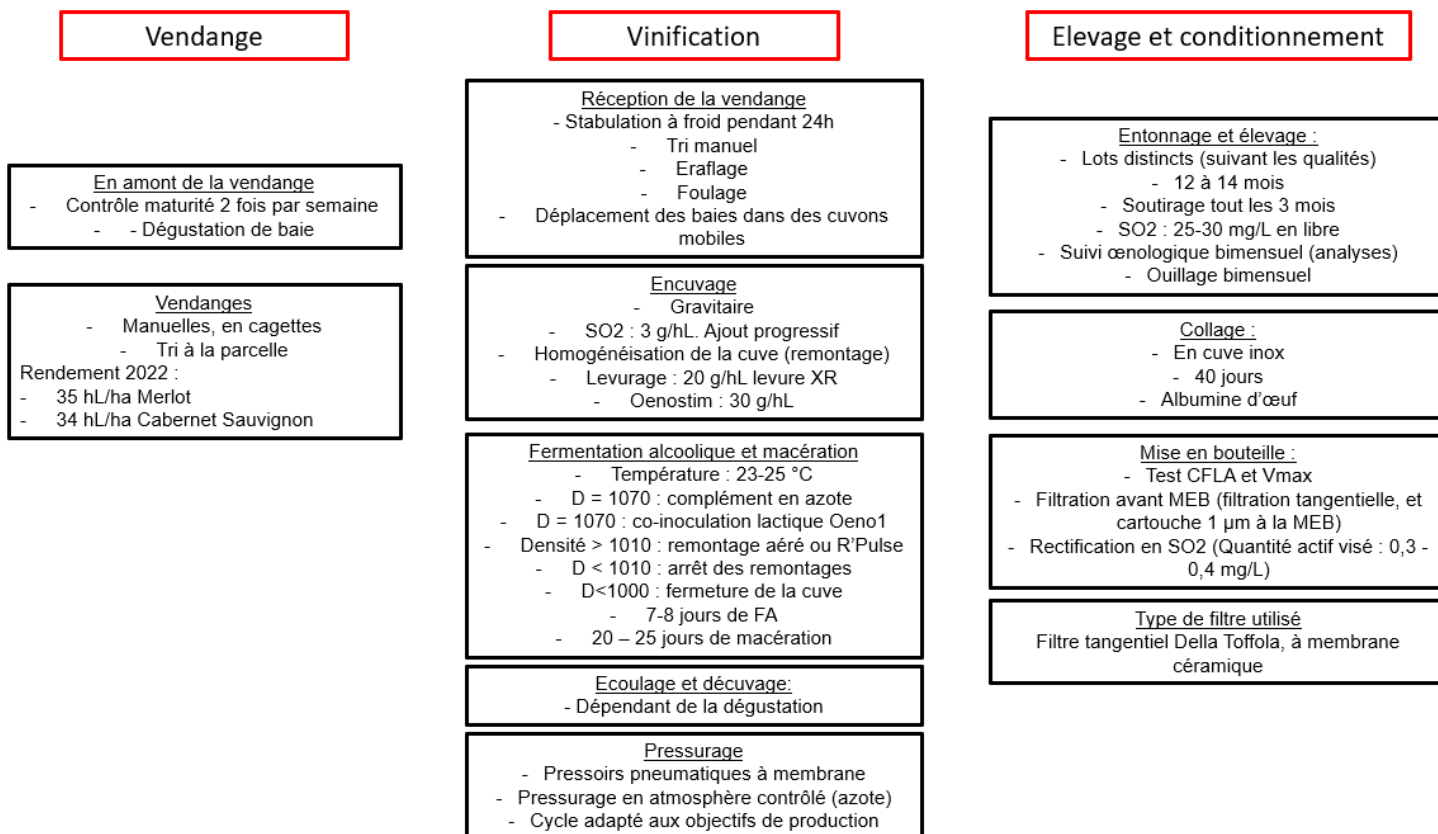 Vendange
En amont de la vendange
- Contrôle maturité 2 fois par semaine
- - Dégustation de baie
Vendanges
- Manuelles, en cagettes
- Tri à la parcelle
Rendement 2022 :
- 35 hL/ha Merlot
- 34 hL/ha Cabernet Sauvignon
Vinification
Réception de la vendange
- Stabulation à froid pendant 24h
- Tri manuel
- Eraflage
- Foulage
- Déplacement des baies dans des cuvons
mobiles
Encuvage
- Gravitaire
- SO2 : 3 g/hL. Ajout progressif
- Homogénéisation de la cuve (remontage)
- Levurage : 20 g/hL levure XR
- Oenostim : 30 g/hL
Fermentation alcoolique et macération
- Température : 23-25 °C
- D = 1070 : complément en azote
- D = 1070 : co-inoculation lactique Oeno1
- Densité > 1010 : remontage aéré ou R'Pulse
- D < 1010 : arrêt des remontages
- D<1000 : fermeture de la cuve
- 7-8 jours de FA
- 20 – 25 jours de macération
Ecoulage et décuvage:
- Dépendant de la dégustation
Pressurage
- Pressoirs pneumatiques à membrane
- Pressurage en atmosphère contrôlé (azote)
- Cycle adapté aux objectifs de production
Elevage et conditionnement
Entonnage et élevage :
- Lots distincts (suivant les qualités)
- 12 à 14 mois
- Soutirage tout les 3 mois
- SO2 : 25-30 mg/L en libre
- Suivi œnologique bimensuel (analyses)
- Ouillage bimensuel
Collage :
- En cuve inox
- 40 jours
- Albumine d'œuf
Mise en bouteille :
- Test CFLA et Vmax
- Filtration avant MEB (filtration tangentielle, et
cartouche 1 µm à la MEB)
- Rectification en SO2 (Quantité actif visé : 0,3 -
0,4 mg/L)
Type de filtre utilisé
Filtre tangentiel Della Toffola, à membrane
céramique